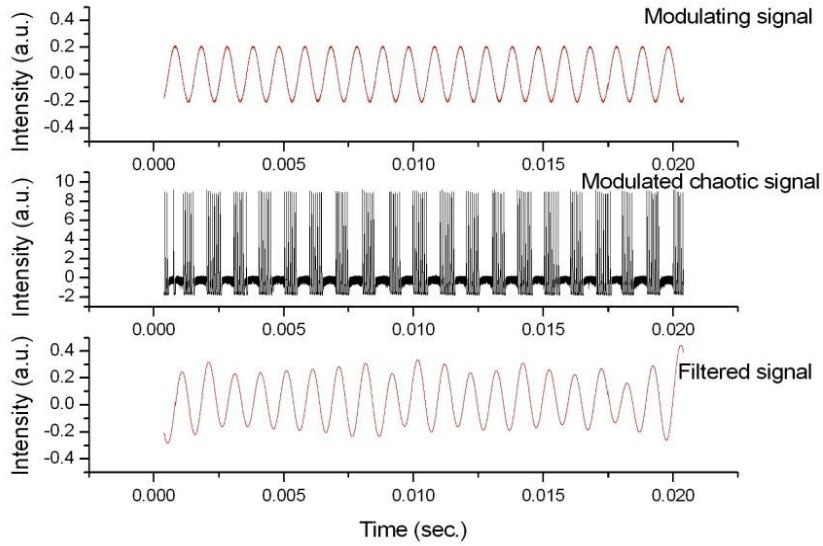 Modulating signal
Intensity (a.u.)
0.4
0.2
0.0
-0.2
-0.4
0.000 0.005 0.010 0.015 0.020
Modulated chaotic signal
Intensity (a.u.)
10
8
6
4
2
0
-2
0.000 0.005 0.010 0.015 0.020
Filtered signal
Intensity (a.u.)
0.4
0.2
0.0
-0.2
-0.4
0.000 0.005 0.010 0.015 0.020
Time (sec.)